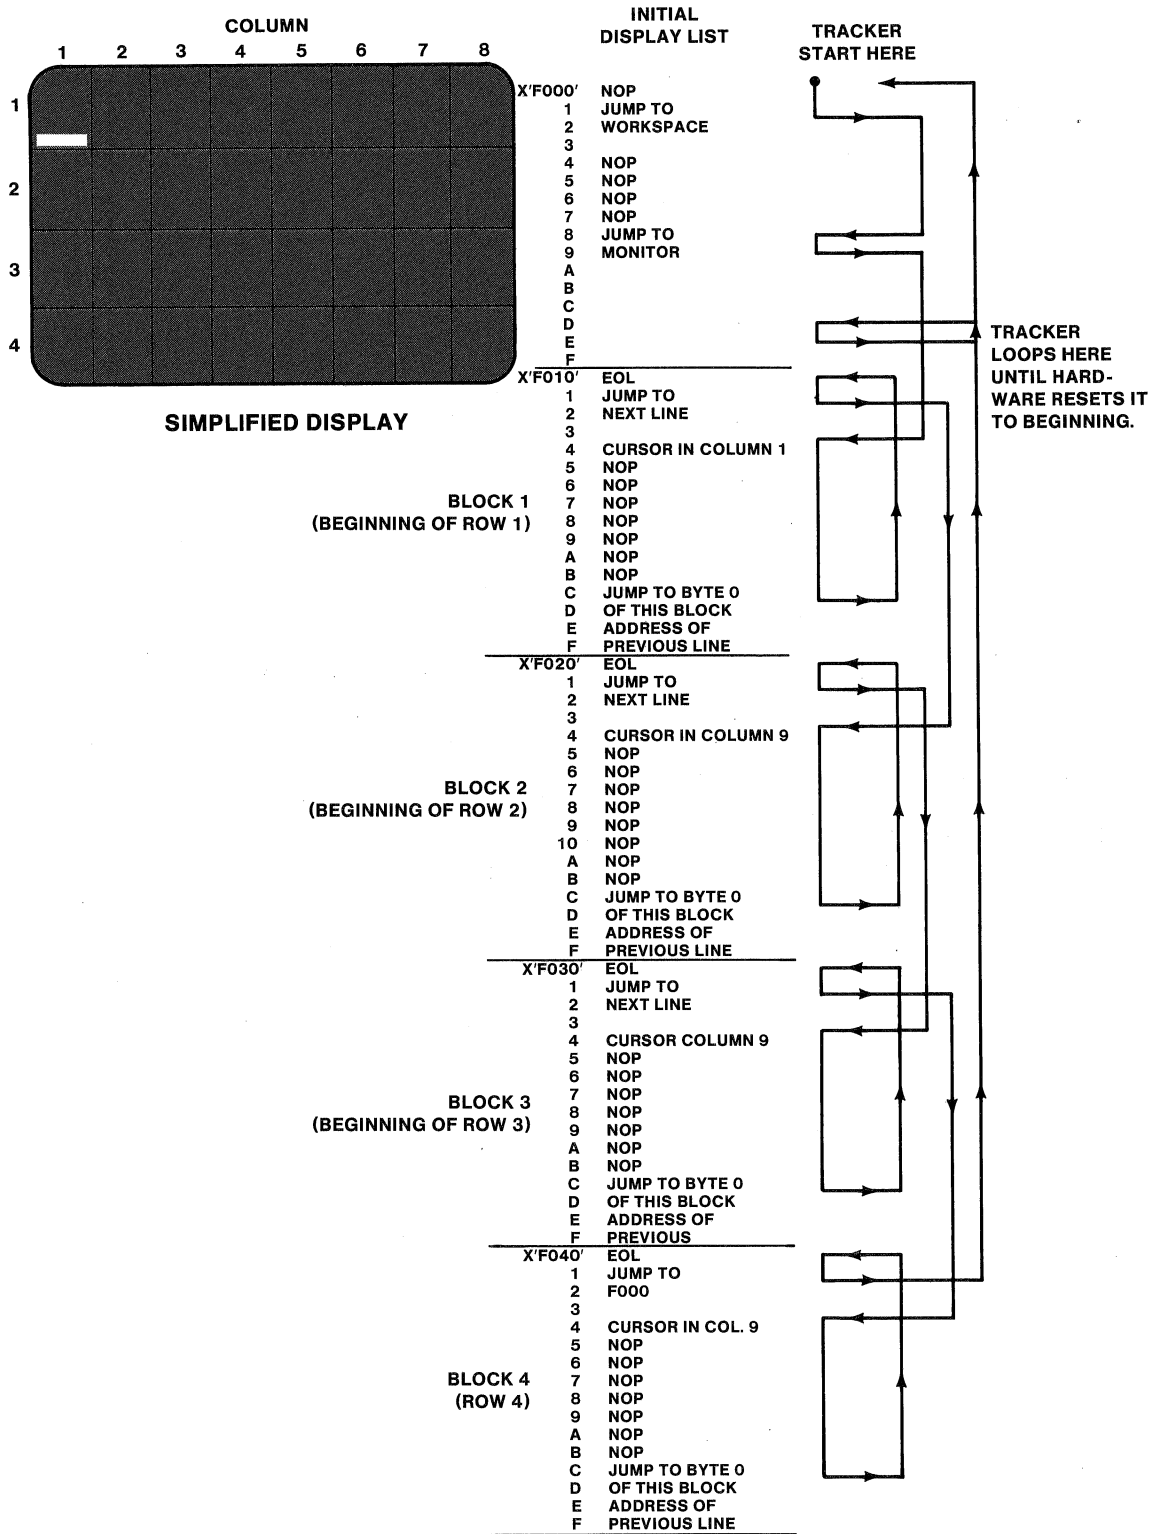 COLUMN
1 2 3 4 5 6 7 8
1
2
3
4
SIMPLIFIED DISPLAY
INITIAL
DISPLAY LIST
TRACKER
START HERE
X'F000' NOP
1 JUMP TO
2 WORKSPACE
3
4 NOP
5 NOP
6 NOP
7 NOP
8 JUMP TO
9 MONITOR
A
B
C
D
E
F
TRACKER
LOOPS HERE
UNTIL HARD-
WARE RESETS IT
TO BEGINNING.
BLOCK 1
(BEGINNING OF ROW 1)
X'F010' EOL
1 JUMP TO
2 NEXT LINE
3
4 CURSOR IN COLUMN 1
5 NOP
6 NOP
7 NOP
8 NOP
9 NOP
A NOP
B NOP
C JUMP TO BYTE 0
D OF THIS BLOCK
E ADDRESS OF
F PREVIOUS LINE
BLOCK 2
(BEGINNING OF ROW 2)
X'F020' EOL
1 JUMP TO
2 NEXT LINE
3
4 CURSOR IN COLUMN 9
5 NOP
6 NOP
7 NOP
8 NOP
9 NOP
10 NOP
A NOP
B NOP
C JUMP TO BYTE 0
D OF THIS BLOCK
E ADDRESS OF
F PREVIOUS LINE
BLOCK 3
(BEGINNING OF ROW 3)
X'F030' EOL
1 JUMP TO
2 NEXT LINE
3
4 CURSOR COLUMN 9
5 NOP
6 NOP
7 NOP
8 NOP
9 NOP
A NOP
B NOP
C JUMP TO BYTE 0
D OF THIS BLOCK
E ADDRESS OF
F PREVIOUS
BLOCK 4
(ROW 4)
X'F040' EOL
1 JUMP TO
2 F000
3
4 CURSOR IN COL. 9
5 NOP
6 NOP
7 NOP
8 NOP
9 NOP
A NOP
B NOP
C JUMP TO BYTE 0
D OF THIS BLOCK
E ADDRESS OF
F PREVIOUS LINE